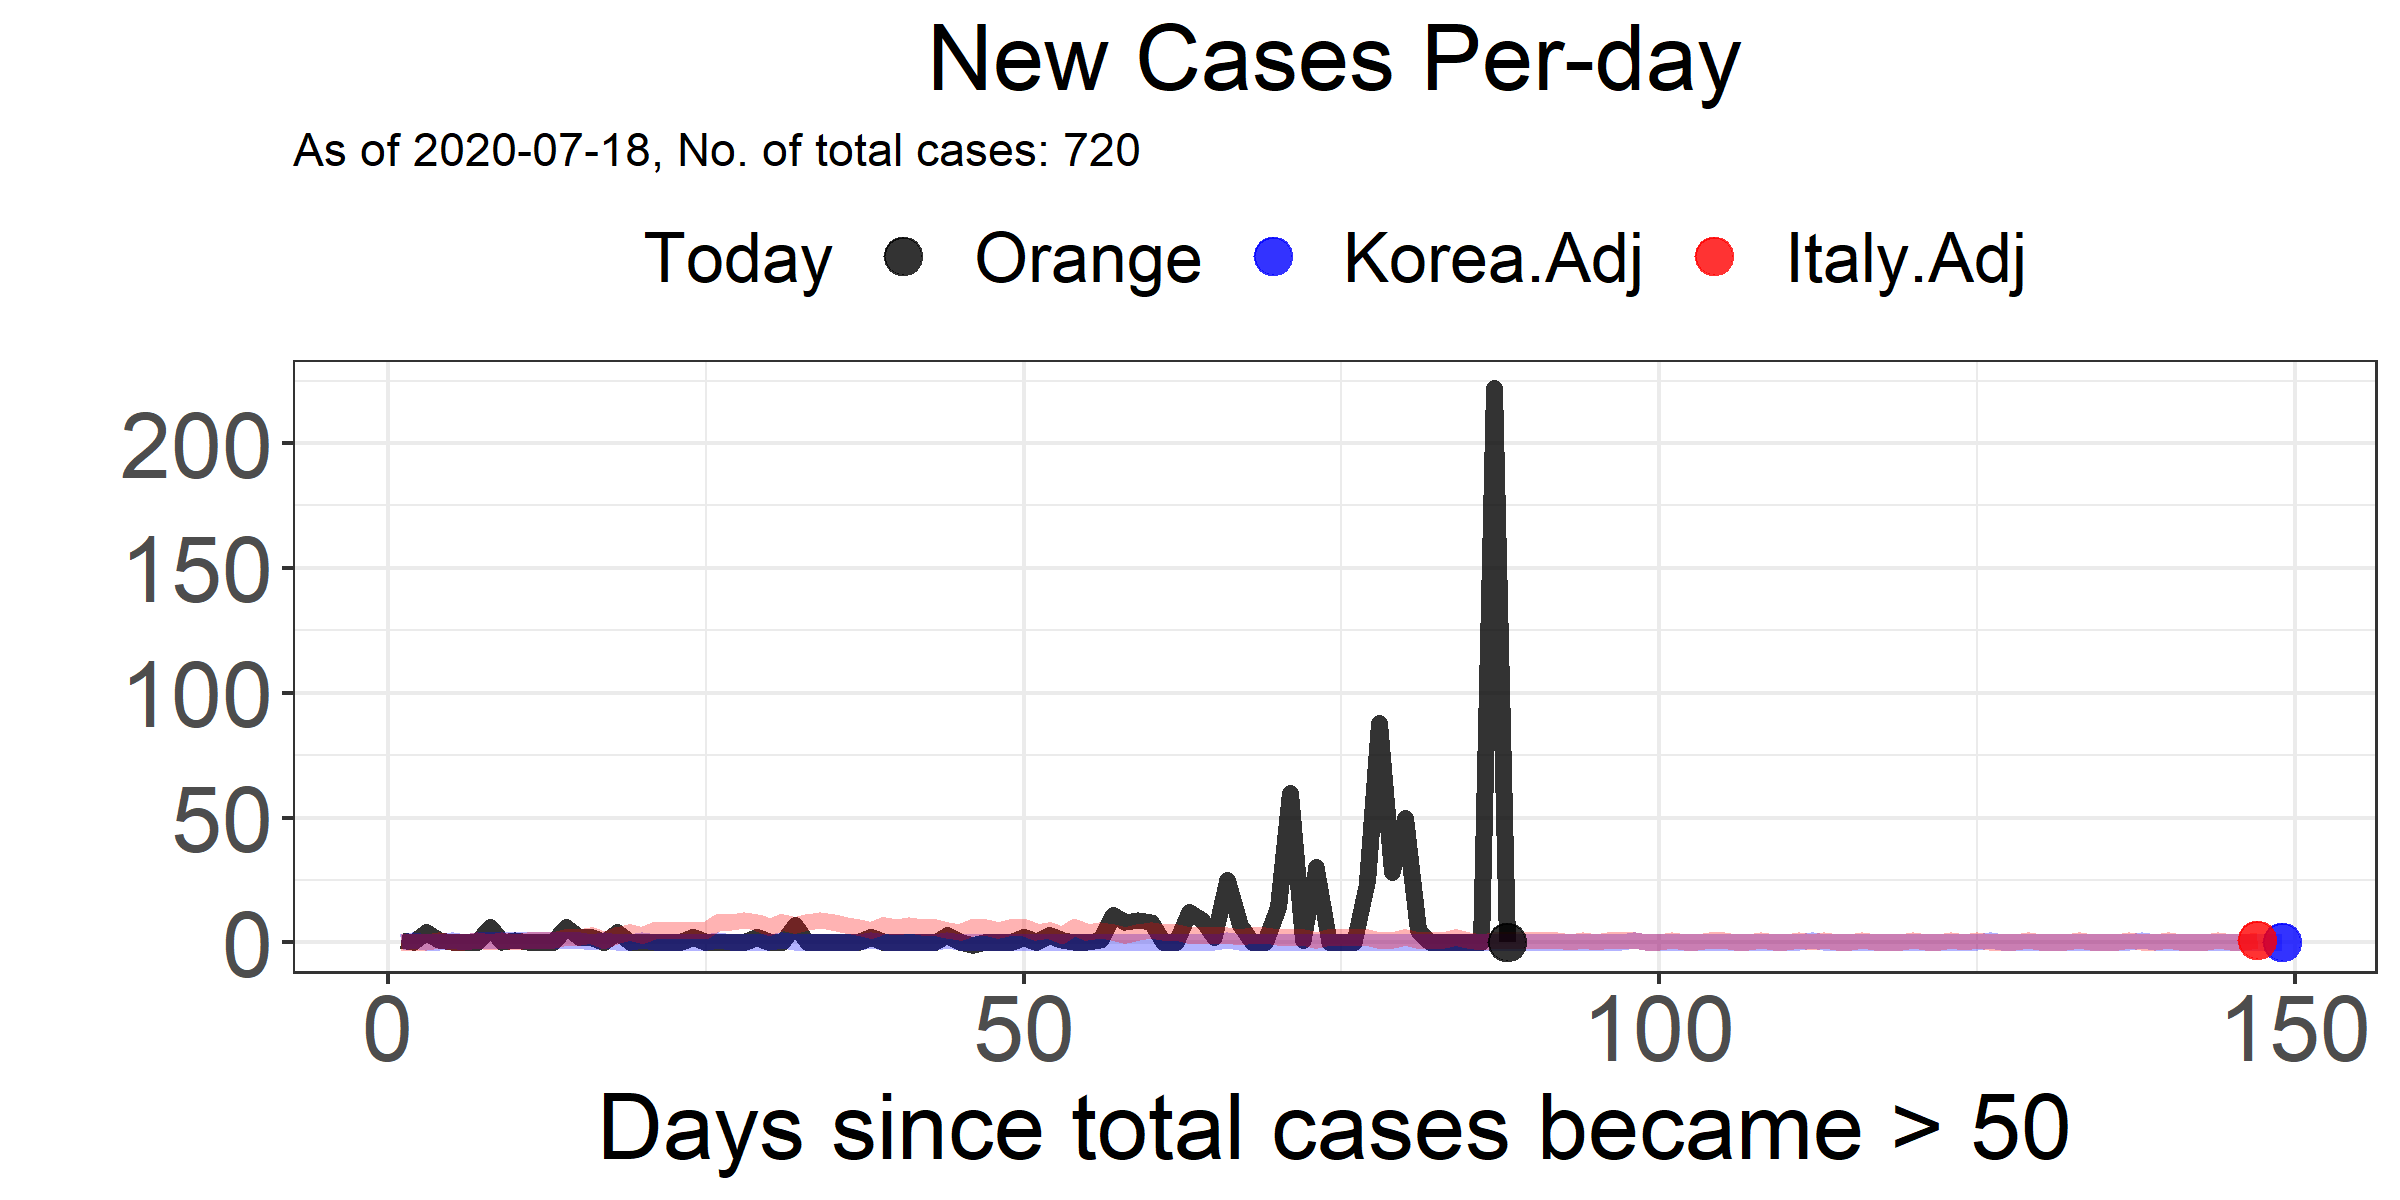 New Cases Per-day
As of 2020-07-18, No. of total cases: 720
Today Orange Korea.Adj Italy.Adj
200
150
100
50
0
0 50 100 150
Days since total cases became > 50